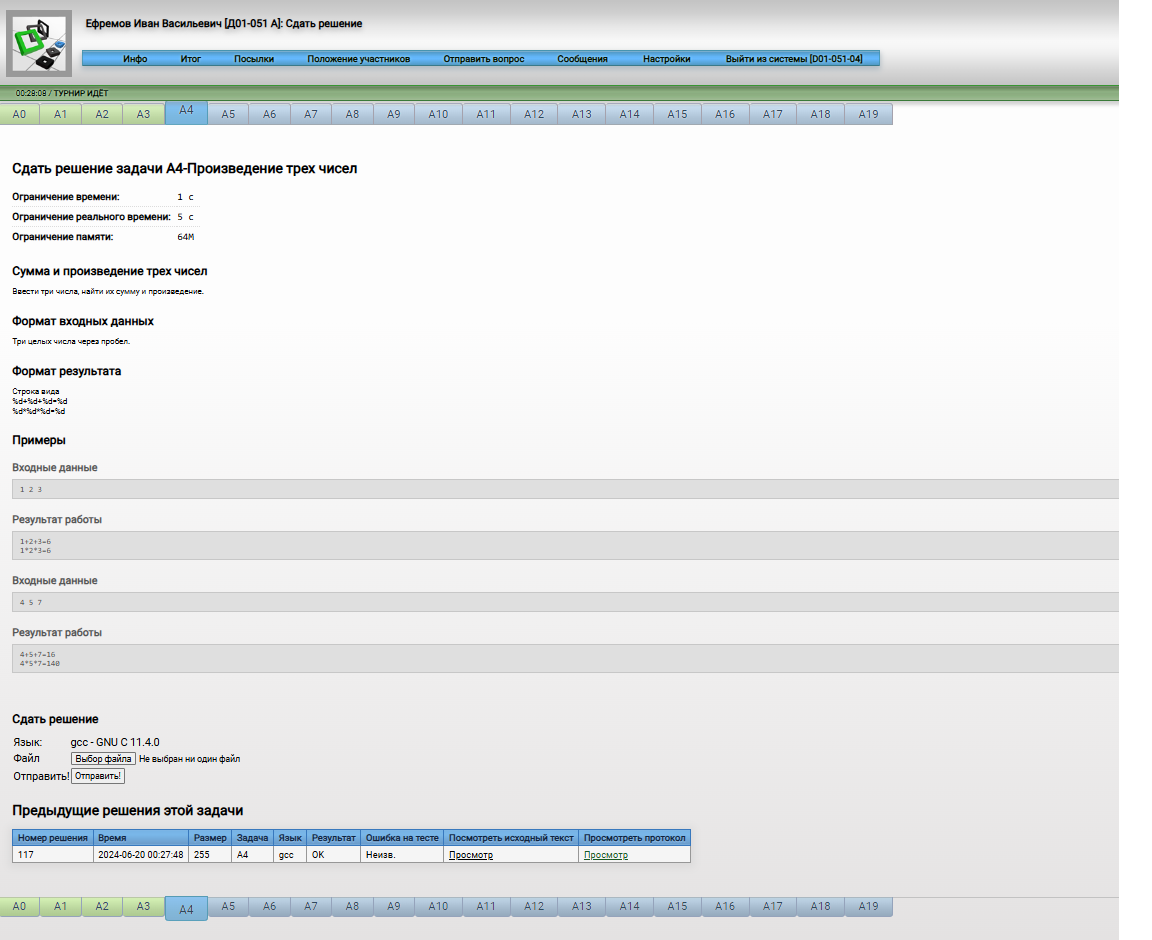 Ефремов Иван Васильевич [Д01-051 А]: Сдать решение
Инфо Итог Посылки Положение участников Отправить вопрос Сообщения Настройки Выйти из системы [D01-051-04]
00:28:08 / ТУРНИР ИДЁТ
A0 A1 A2 A3 A4 A5 A6 A7 A8 A9 A10 A11 A12 A13 A14 A15 A16 A17 A18 A19
Сдать решение задачи A4-Произведение трех чисел
Ограничение времени: 1 с
Ограничение реального времени: 5 с
Ограничение памяти: 64M
Сумма и произведение трех чисел
Ввести три числа, найти их сумму и произведение.
Формат входных данных
Три целых числа через пробел.
Формат результата
Строка вида
%d+%d+%d=%d
%d*%d*%d=%d
Примеры
Входные данные
1 2 3
Результат работы
1+2+3=6
1*2*3=6
Входные данные
4 5 7
Результат работы
4+5+7=16
4*5*7=140
Сдать решение
Язык: gcc - GNU C 11.4.0
Файл Выбор файла Не выбран ни один файл
Отправить! Отправить!
Предыдущие решения этой задачи
Номер решения Время Размер Задача Язык Результат Ошибка на тесте Посмотреть исходный текст Просмотреть протокол
117 2024-06-20 00:27:48 255 A4 gcc OK Неизв. Просмотр Просмотр
A0 A1 A2 A3 A4 A5 A6 A7 A8 A9 A10 A11 A12 A13 A14 A15 A16 A17 A18 A19